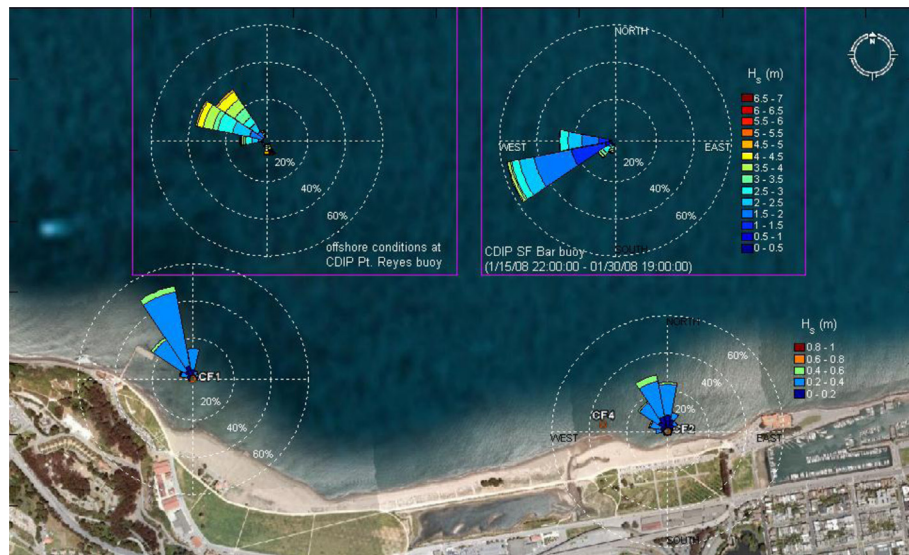 N
20%
40%
60%
offshore conditions at
CDIP Pt. Reyes buoy
NORTH
WEST
EAST
20%
40%
60%
SOUTH
CDIP SF Bar buoy
(1/15/08 22:00:00 - 01/30/08 19:00:00)
Hs (m)
6.5 - 7
6 - 6.5
5.5 - 6
5 - 5.5
4.5 - 5
4 - 4.5
3.5 - 4
3 - 3.5
2.5 - 3
2 - 2.5
1.5 - 2
1 - 1.5
0.5 - 1
0 - 0.5
CF1
20%
40%
60%
NORTH
60%
40%
20%
CF4
CF2
WEST
EAST
SOUTH
Hs (m)
0.8 - 1
0.6 - 0.8
0.4 - 0.6
0.2 - 0.4
0 - 0.2